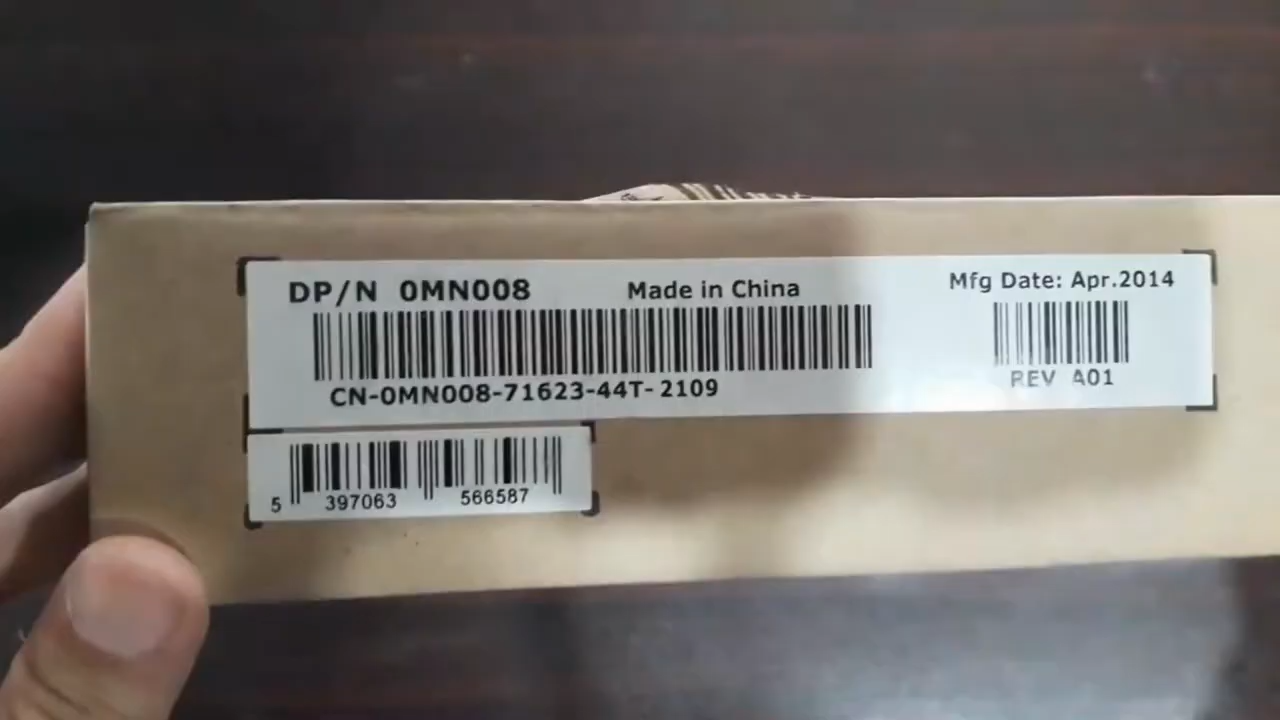 DP/N 0MN008 Made in China Mfg Date: Apr.2014
CN-0MN008-71623-44T-2109 REV A01
5 397063 566587